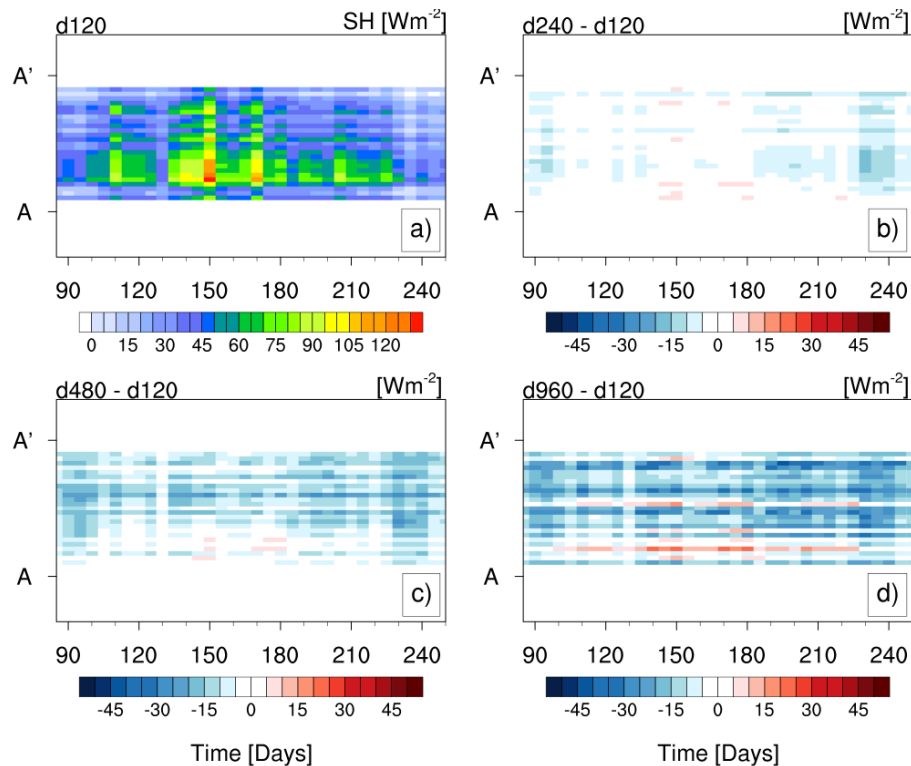 d120 SH [Wm⁻²]
A'
A
a)
90 120 150 180 210 240
0 15 30 45 60 75 90 105 120
d240 - d120 [Wm⁻²]
A'
A
b)
90 120 150 180 210 240
-45 -30 -15 0 15 30 45
d480 - d120 [Wm⁻²]
A'
A
c)
90 120 150 180 210 240
-45 -30 -15 0 15 30 45
Time [Days]
d960 - d120 [Wm⁻²]
A'
A
d)
90 120 150 180 210 240
-45 -30 -15 0 15 30 45
Time [Days]